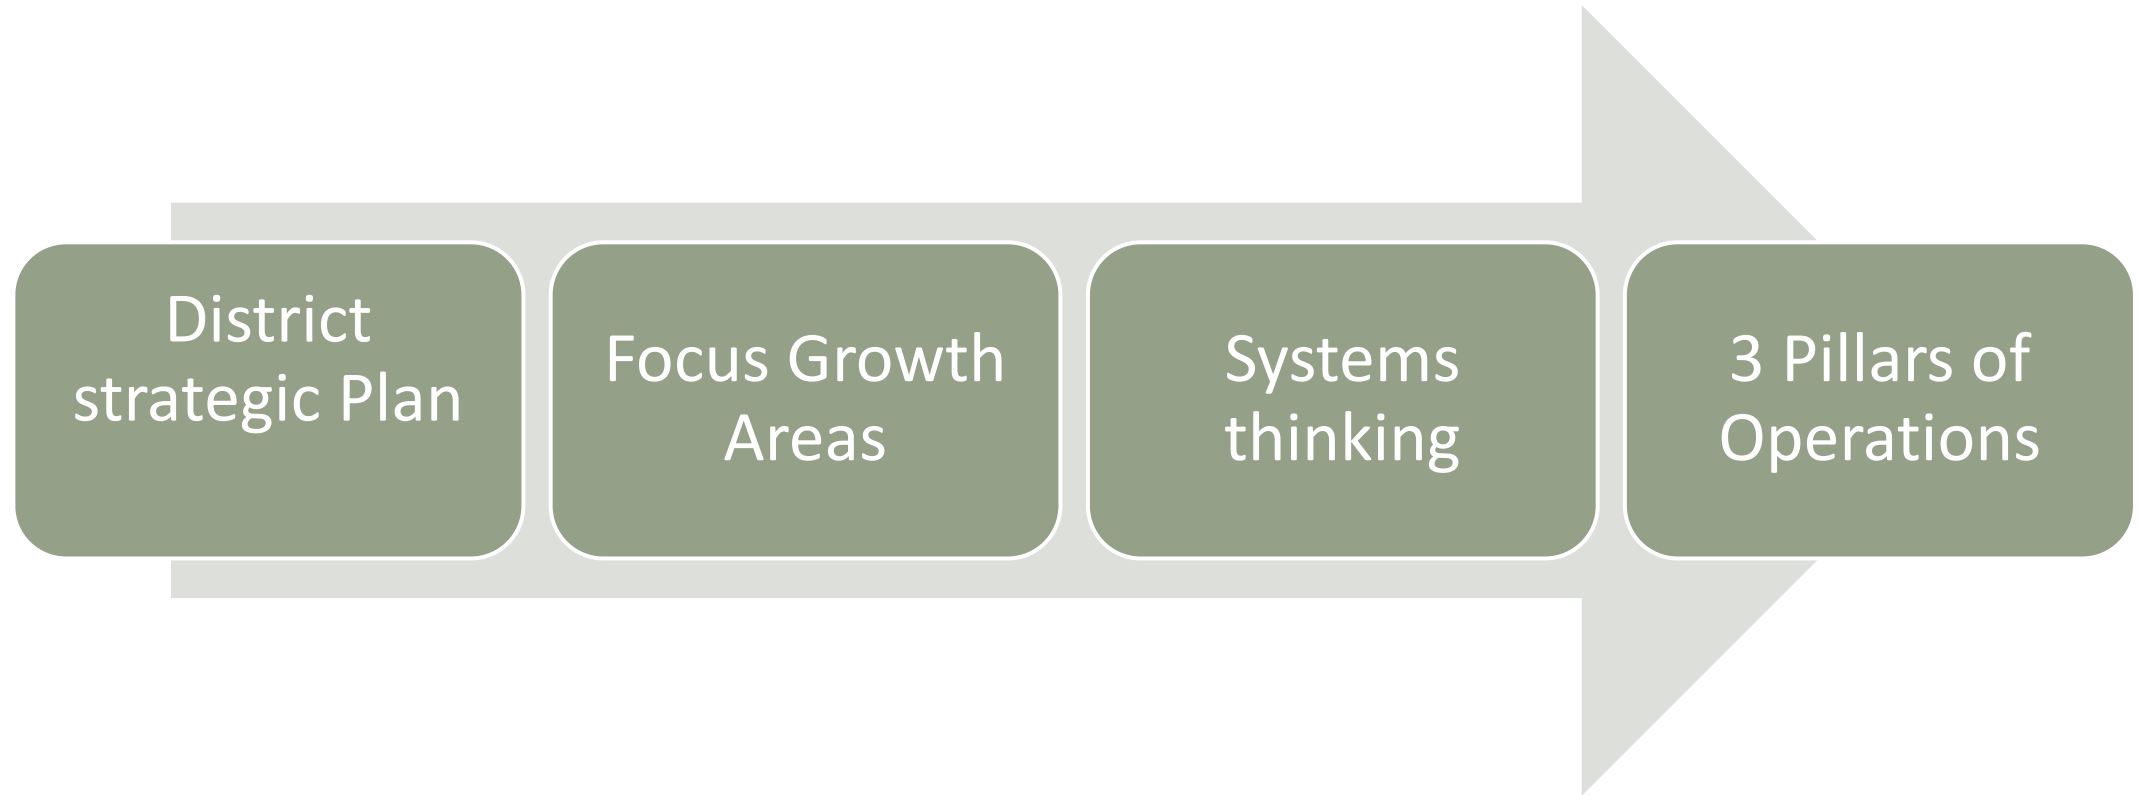 District
strategic Plan
Focus Growth
Areas
Systems
thinking
3 Pillars of
Operations